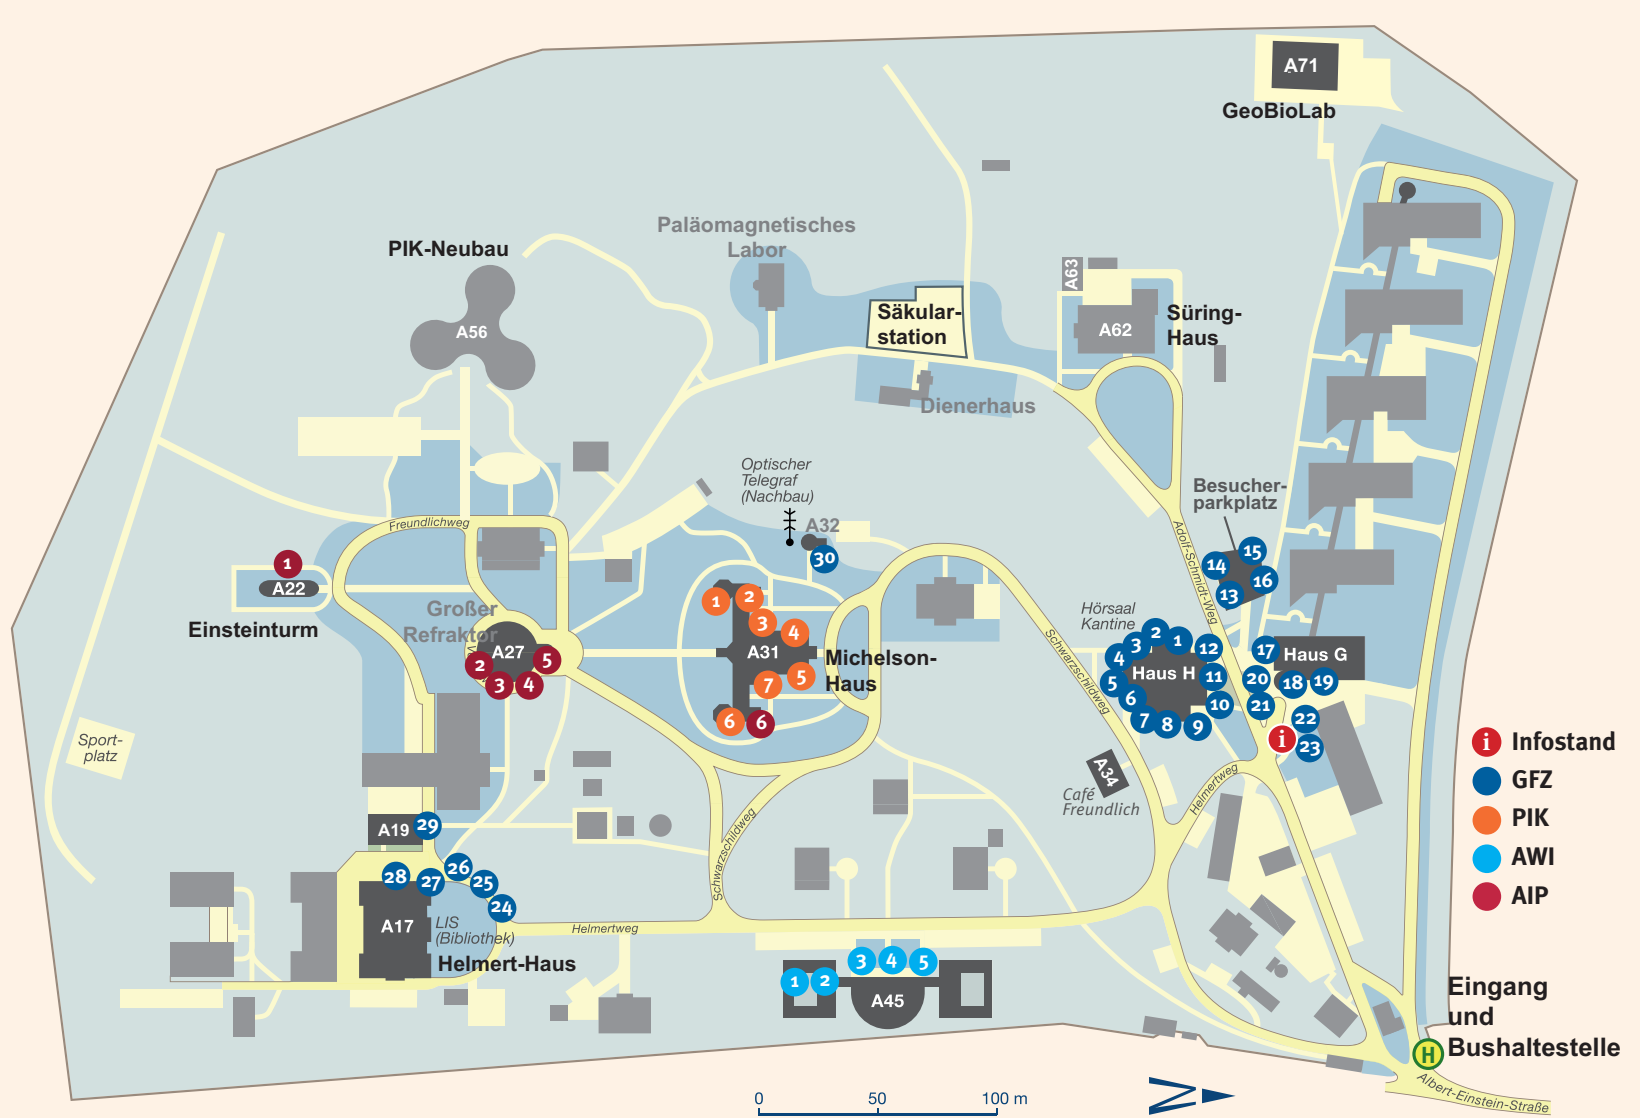 A71
GeoBioLab
Paläomagnetisches
Labor
PIK-Neubau
A56
A63
Säkular-
station
A62
Süring-
Haus
Dienerhaus
Optischer
Telegraf
(Nachbau)
A32
30
Besucher-
parkplatz
Adolf-Schmidt-Weg
14
15
16
13
Freundlichweg
1
A22
Einsteinturm
Großer
Refraktor
A27
2
3
4
5
1
2
3
4
A31
5
7
6
6
Michelson-
Haus
Schwarzschildweg
Hörsaal
Kantine
Haus H
1
2
3
4
5
6
7
8
9
10
11
12
17
Haus G
18
19
20
21
22
23
i
Sport-
platz
A34
Café
Freundlich
Helmertweg
i Infostand
GFZ
PIK
AWI
AIP
A19
29
28
27
26
25
24
A17
LIS
(Bibliothek)
Helmert-Haus
Schwarzschildweg
Helmertweg
1
2
3
4
5
A45
Eingang
und
Bushaltestelle
H
Albert-Einstein-Straße
0
50
100 m
N